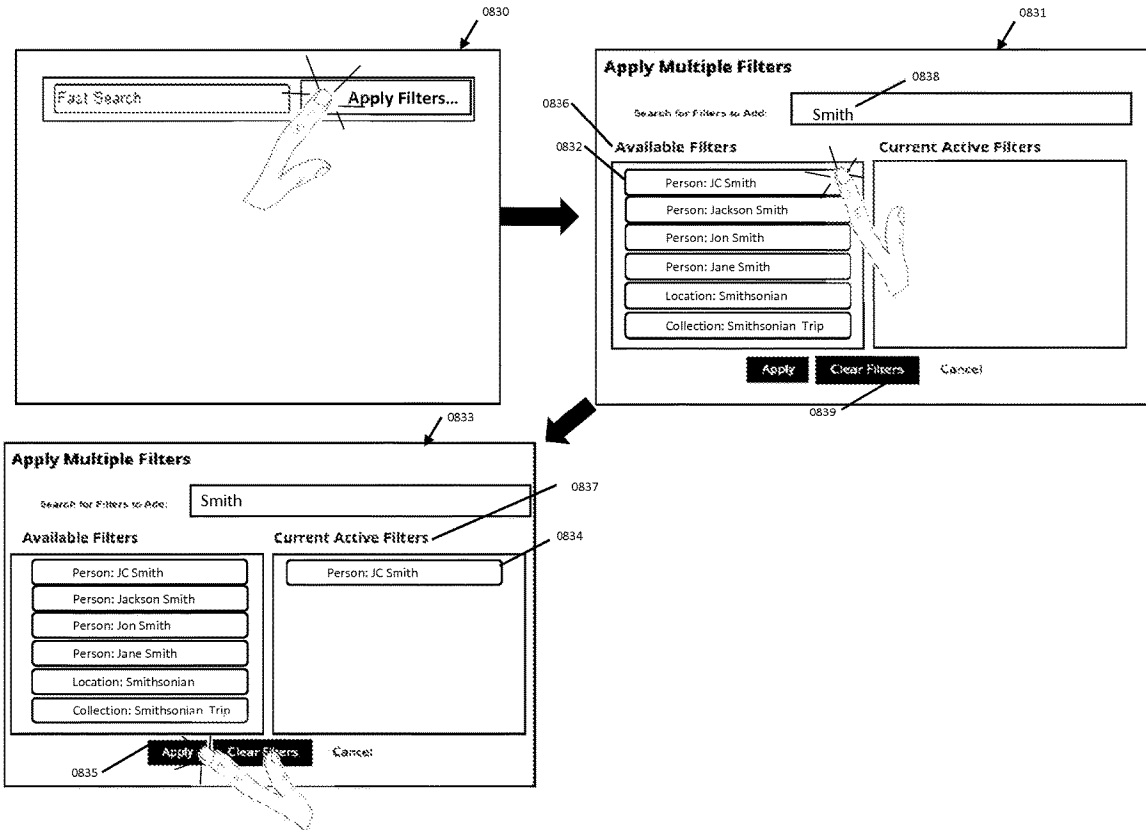 0830
Fast Search
Apply Filters...
0831
Apply Multiple Filters
0838
Search for Filters to Add:
Smith
0836
Available Filters
Current Active Filters
0832
Person: JC Smith
Person: Jackson Smith
Person: Jon Smith
Person: Jane Smith
Location: Smithsonian
Collection: Smithsonian Trip
Apply
Clear Filters
Cancel
0839
0833
Apply Multiple Filters
Search for Filters to Add:
Smith
0837
Available Filters
Current Active Filters
0834
Person: JC Smith
Person: Jackson Smith
Person: Jon Smith
Person: Jane Smith
Location: Smithsonian
Collection: Smithsonian Trip
Person: JC Smith
Apply
Clear Filters
Cancel
0835